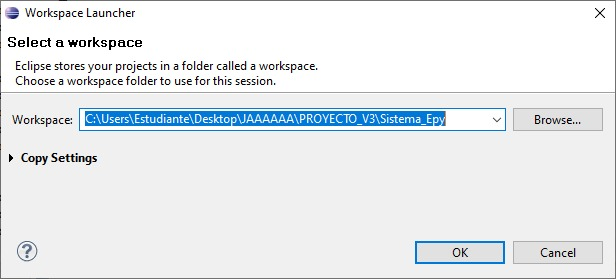 Workspace Launcher
Select a workspace
Eclipse stores your projects in a folder called a workspace.
Choose a workspace folder to use for this session.
Workspace: C:\Users\Estudiante\Desktop\JAAAAAA\PROYECTO_V3\Sistema_Epy Browse...
Copy Settings
? OK Cancel